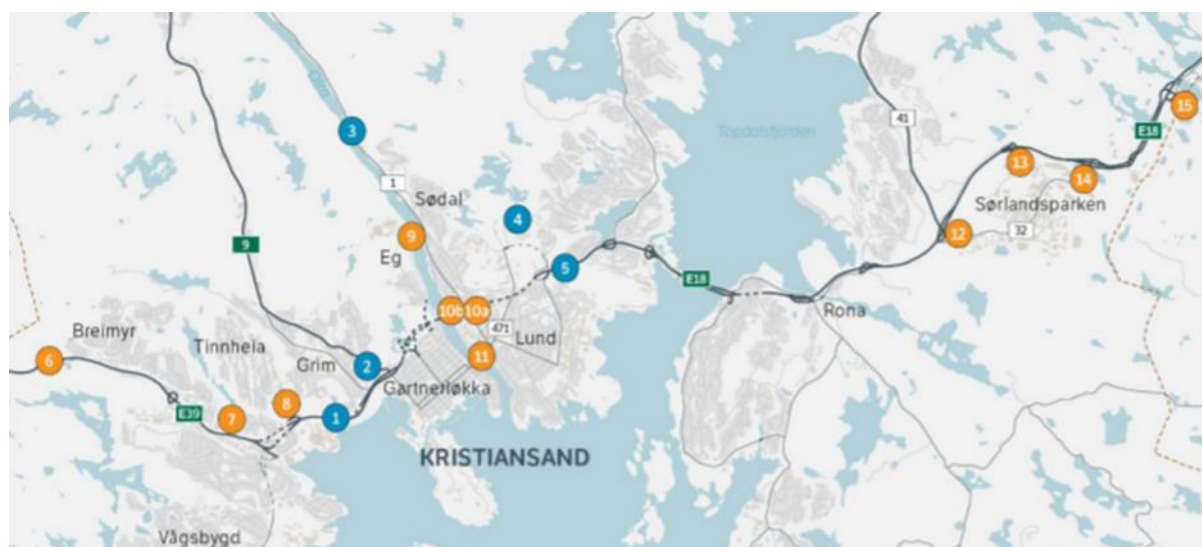 Otra
3
1
Sødal
4
9
Eg
9
5
10b
10a
471
Lund
11
Breimyr
6
Tinnhela
Grim
2
Gartnerløkka
8
1
E39
7
KRISTIANSAND
Vågsbygd
Topdalsfjorden
E18
Rona
41
12
13
14
Sørlandsparken
32
E18
15